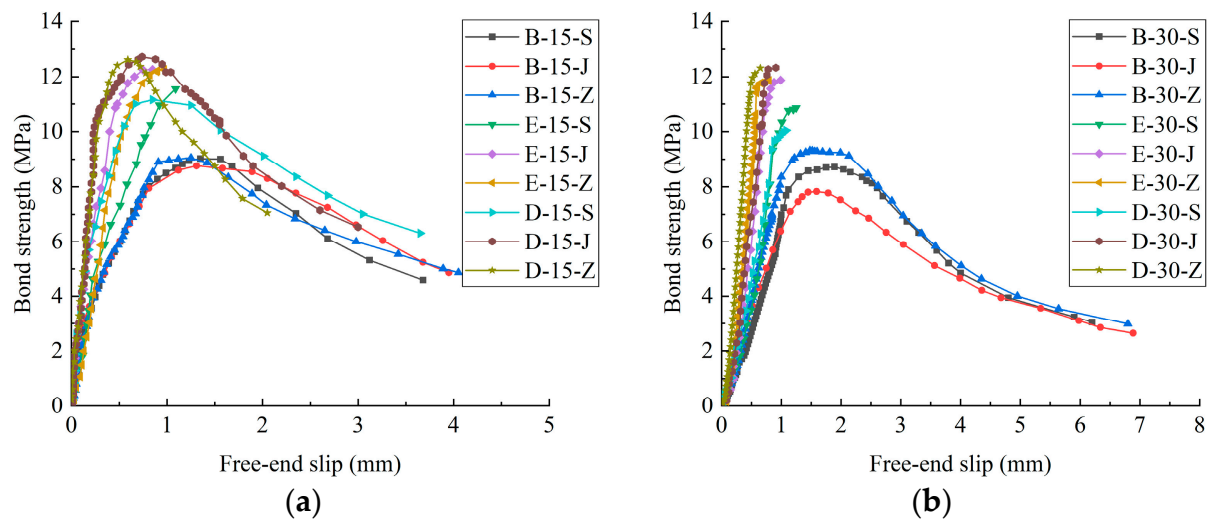 14
12
10
8
6
4
2
0
Bond strength (MPa)
0
1
2
3
4
5
Free-end slip (mm)
B-15-S
B-15-J
B-15-Z
E-15-S
E-15-J
E-15-Z
D-15-S
D-15-J
D-15-Z
(a)
14
12
10
8
6
4
2
0
Bond strength (MPa)
0
1
2
3
4
5
6
7
8
Free-end slip (mm)
B-30-S
B-30-J
B-30-Z
E-30-S
E-30-J
E-30-Z
D-30-S
D-30-J
D-30-Z
(b)